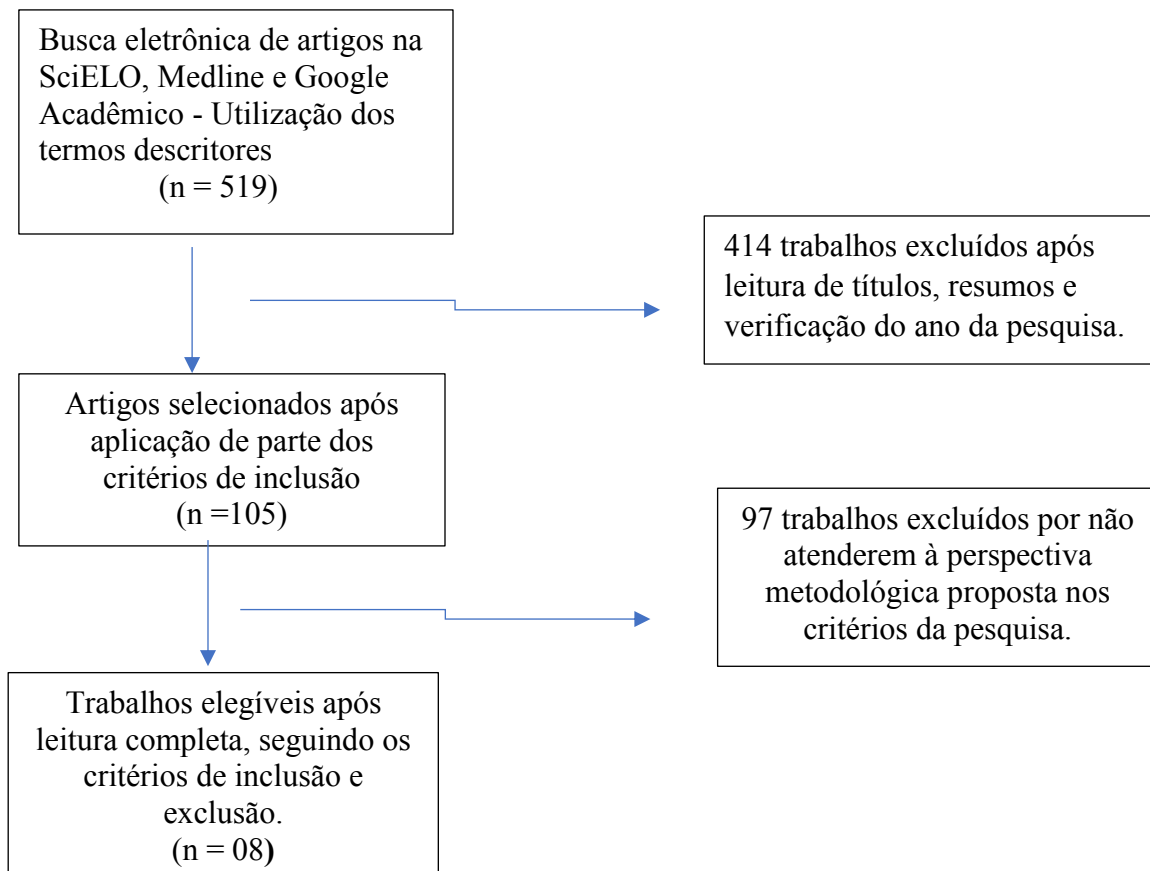 Busca eletrônica de artigos na
SciELO, Medline e Google
Acadêmico - Utilização dos
termos descritores
(n = 519)
414 trabalhos excluídos após
leitura de títulos, resumos e
verificação do ano da pesquisa.
Artigos selecionados após
aplicação de parte dos
critérios de inclusão
(n =105)
97 trabalhos excluídos por não
atenderem à perspectiva
metodológica proposta nos
critérios da pesquisa.
Trabalhos elegíveis após
leitura completa, seguindo os
critérios de inclusão e
exclusão.
(n = 08)